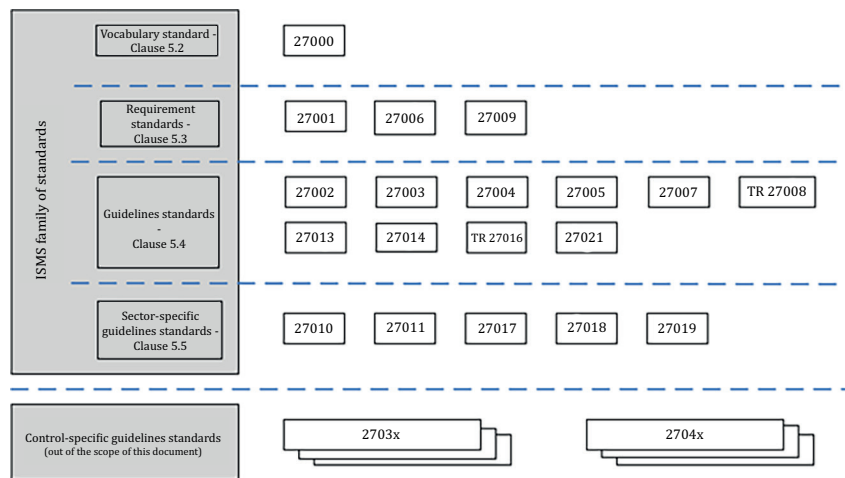 ISMS family of standards
Vocabulary standard -
Clause 5.2
27000
Requirement
standards -
Clause 5.3
27001 27006 27009
Guidelines standards
-
Clause 5.4
27002 27003 27004 27005 27007 TR 27008
27013 27014 TR 27016 27021
Sector-specific
guidelines standards -
Clause 5.5
27010 27011 27017 27018 27019
Control-specific guidelines standards
(out of the scope of this document)
2703x 2704x